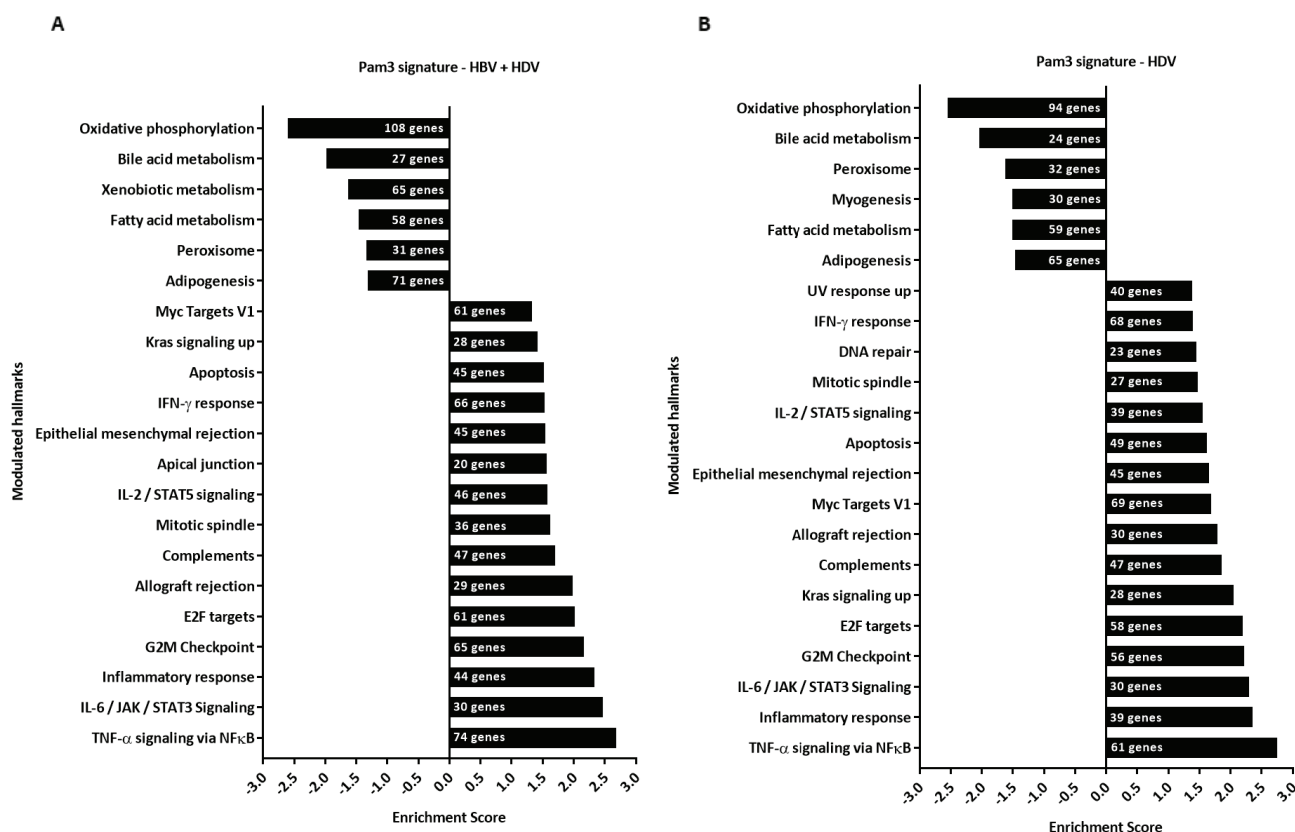 A
Pam3 signature - HBV + HDV
Modulated hallmarks
Oxidative phosphorylation 108 genes
Bile acid metabolism 27 genes
Xenobiotic metabolism 65 genes
Fatty acid metabolism 58 genes
Peroxisome 31 genes
Adipogenesis 71 genes
Myc Targets V1 61 genes
Kras signaling up 28 genes
Apoptosis 45 genes
IFN-γ response 66 genes
Epithelial mesenchymal rejection 45 genes
Apical junction 20 genes
IL-2 / STAT5 signaling 46 genes
Mitotic spindle 36 genes
Complements 47 genes
Allograft rejection 29 genes
E2F targets 61 genes
G2M Checkpoint 65 genes
Inflammatory response 44 genes
IL-6 / JAK / STAT3 Signaling 30 genes
TNF-α signaling via NFκB 74 genes
-3.0 -2.5 -2.0 -1.5 -1.0 -0.5 0.0 0.5 1.0 1.5 2.0 2.5 3.0
Enrichment Score
B
Pam3 signature - HDV
Modulated hallmarks
Oxidative phosphorylation 94 genes
Bile acid metabolism 24 genes
Peroxisome 32 genes
Myogenesis 30 genes
Fatty acid metabolism 59 genes
Adipogenesis 65 genes
UV response up 40 genes
IFN-γ response 68 genes
DNA repair 23 genes
Mitotic spindle 27 genes
IL-2 / STAT5 signaling 39 genes
Apoptosis 49 genes
Epithelial mesenchymal rejection 45 genes
Myc Targets V1 69 genes
Allograft rejection 30 genes
Complements 47 genes
Kras signaling up 28 genes
E2F targets 58 genes
G2M Checkpoint 56 genes
IL-6 / JAK / STAT3 Signaling 30 genes
Inflammatory response 39 genes
TNF-α signaling via NFκB 61 genes
-3.0 -2.5 -2.0 -1.5 -1.0 -0.5 0.0 0.5 1.0 1.5 2.0 2.5 3.0
Enrichment Score